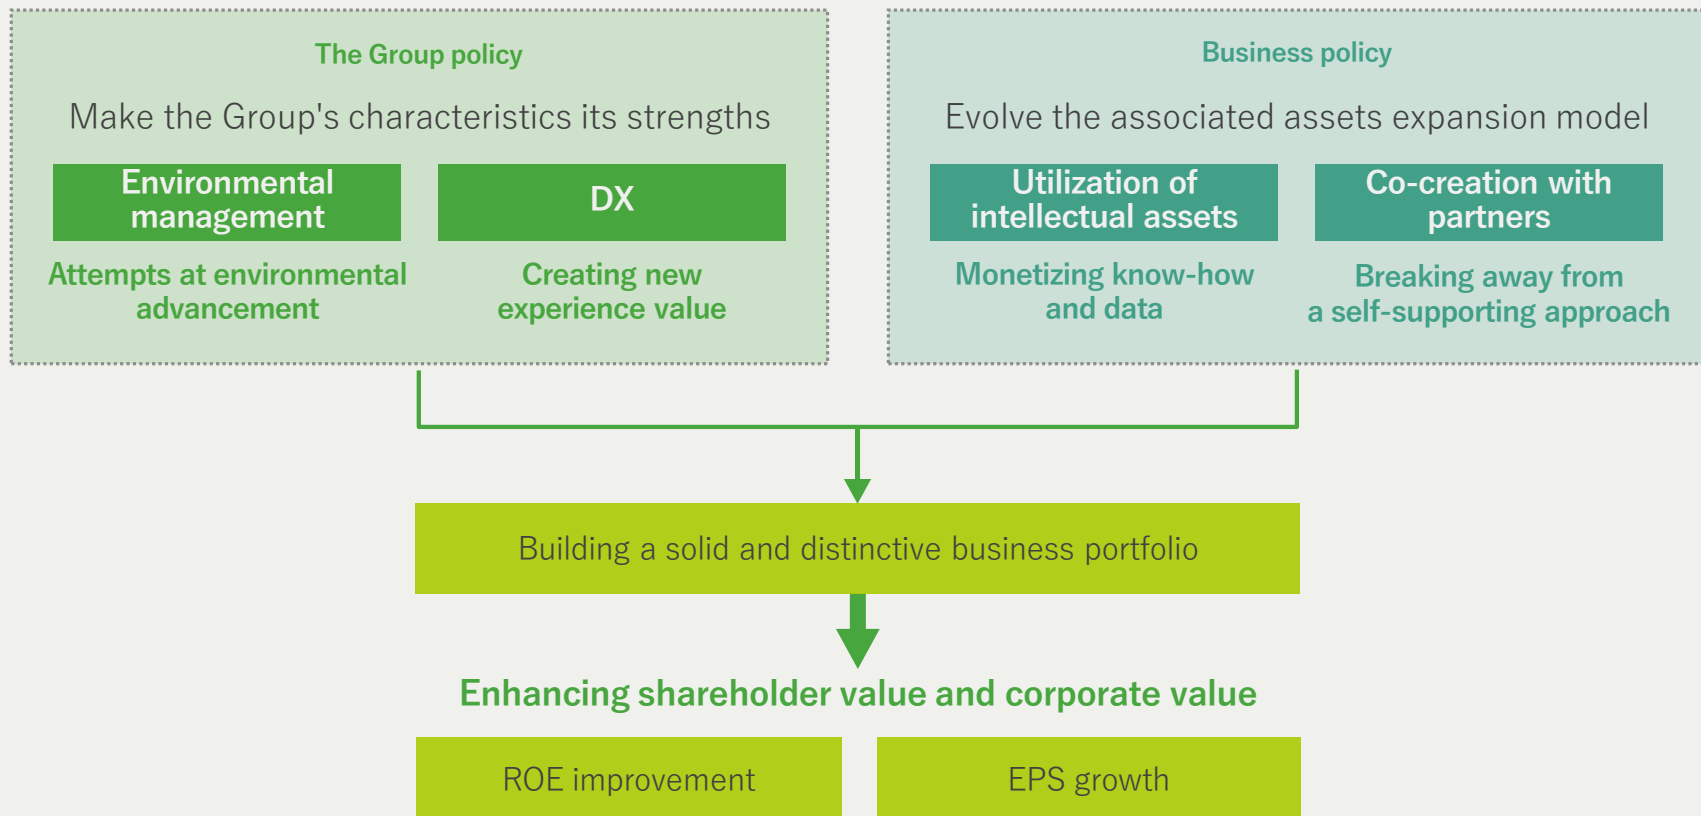 The Group policy
Make the Group's characteristics its strengths
Environmental
management
Attempts at environmental
advancement
DX
Creating new
experience value
Business policy
Evolve the associated assets expansion model
Utilization of
intellectual assets
Monetizing know-how
and data
Co-creation with
partners
Breaking away from
a self-supporting approach
Building a solid and distinctive business portfolio
Enhancing shareholder value and corporate value
ROE improvement
EPS growth